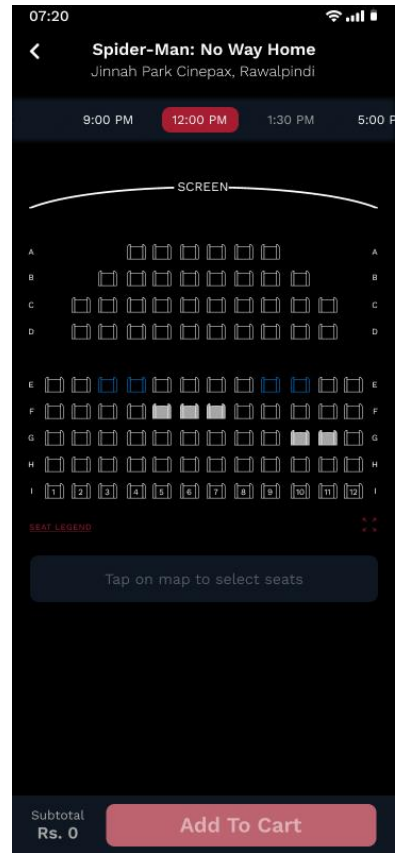 07:20
Spider-Man: No Way Home
Jinnah Park Cinepax, Rawalpindi
9:00 PM 12:00 PM 1:30 PM 5:00 P
SCREEN
A A
B B
C C
D D
E E
F F
G G
H H
I 1 2 3 4 5 6 7 8 9 10 11 12 I
SEAT LEGEND
Tap on map to select seats
Subtotal
Rs. 0
Add To Cart